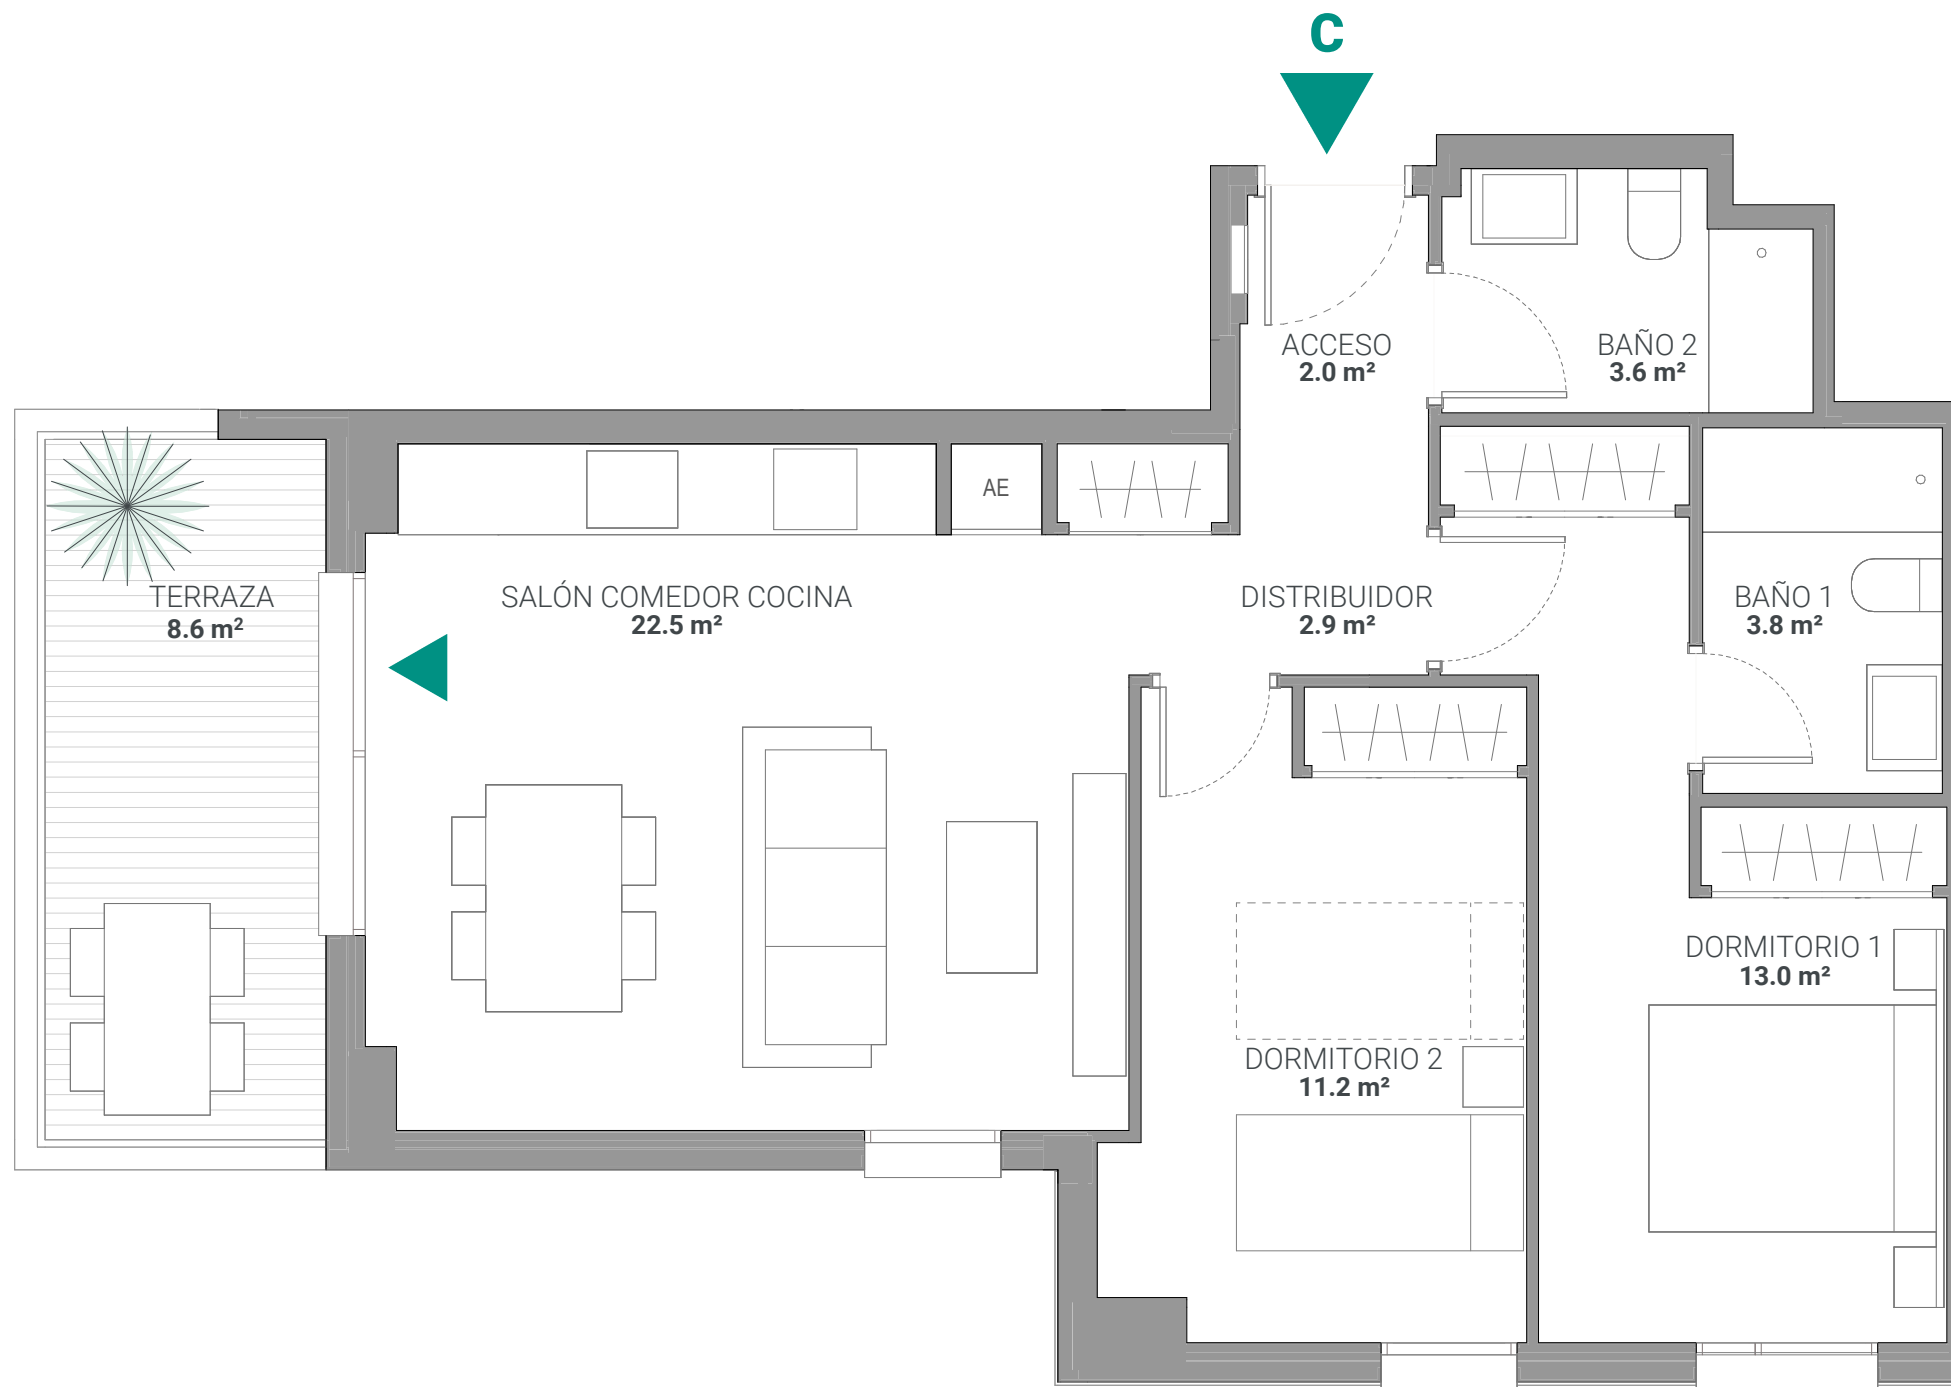 C
ACCESO
2.0 m²
BAÑO 2
3.6 m²
AE
TERRAZA
8.6 m²
SALÓN COMEDOR COCINA
22.5 m²
DISTRIBUIDOR
2.9 m²
BAÑO 1
3.8 m²
DORMITORIO 1
13.0 m²
DORMITORIO 2
11.2 m²